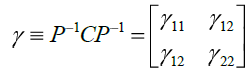 γ ≡ P⁻¹CP⁻¹ = [γ₁₁ γ₁₂
γ₁₂ γ₂₂]